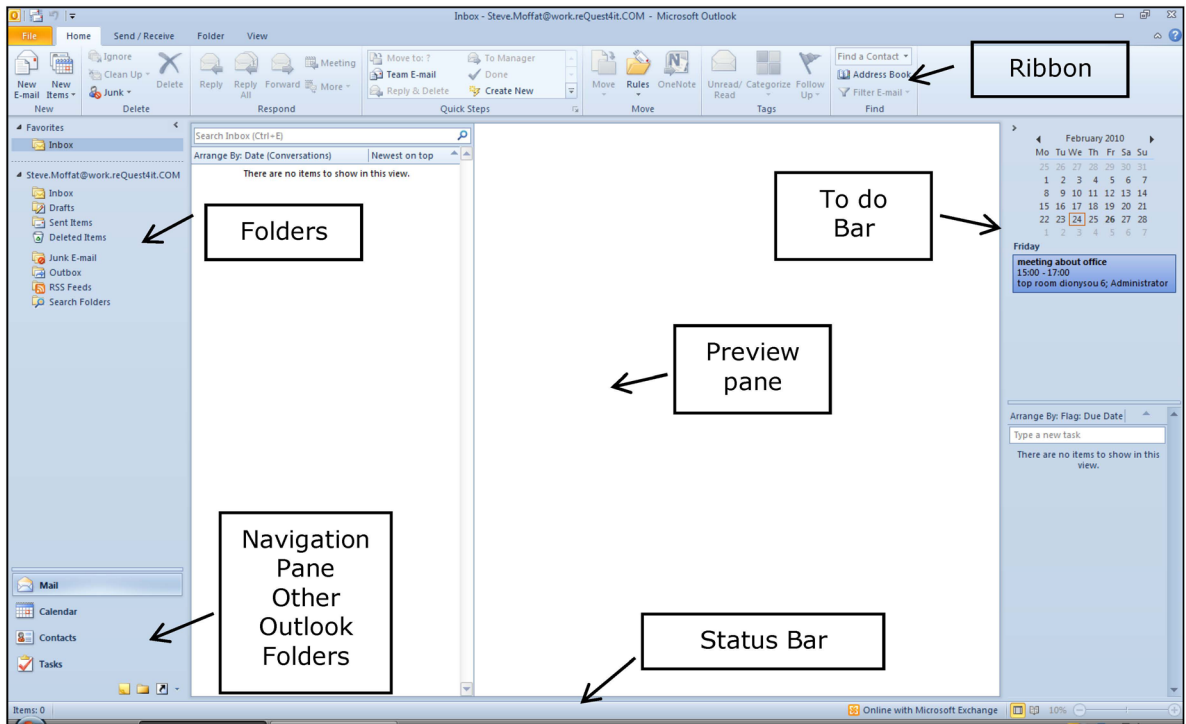 Inbox - Steve.Moffat@work.reQuest4it.COM - Microsoft Outlook
File Home Send / Receive Folder View
New E-mail
New Items
New
Ignore
Clean Up
Junk
Delete
Delete
Reply
Reply All
Forward
Meeting
More
Respond
Move to: ?
Team E-mail
Reply & Delete
To Manager
Done
Create New
Quick Steps
Move
Rules
OneNote
Move
Unread/ Read
Categorize
Follow Up
Tags
Find a Contact
Address Book
Filter E-mail
Find
Ribbon
Favorites
Inbox
Steve.Moffat@work.reQuest4it.COM
Inbox
Drafts
Sent Items
Deleted Items
Junk E-mail
Outbox
RSS Feeds
Search Folders
Folders
Search Inbox (Ctrl+E)
Arrange By: Date (Conversations) Newest on top
There are no items to show in this view.
To do
Bar
February 2010
Mo Tu We Th Fr Sa Su
25 26 27 28 29 30 31
1 2 3 4 5 6 7
8 9 10 11 12 13 14
15 16 17 18 19 20 21
22 23 24 25 26 27 28
1 2 3 4 5 6 7
Friday
meeting about office
15:00 - 17:00
top room dionysou 6; Administrator
Preview
pane
Arrange By: Flag: Due Date
Type a new task
There are no items to show in this
view.
Navigation
Pane
Other
Outlook
Folders
Mail
Calendar
Contacts
Tasks
Status Bar
Items: 0
Online with Microsoft Exchange
10%